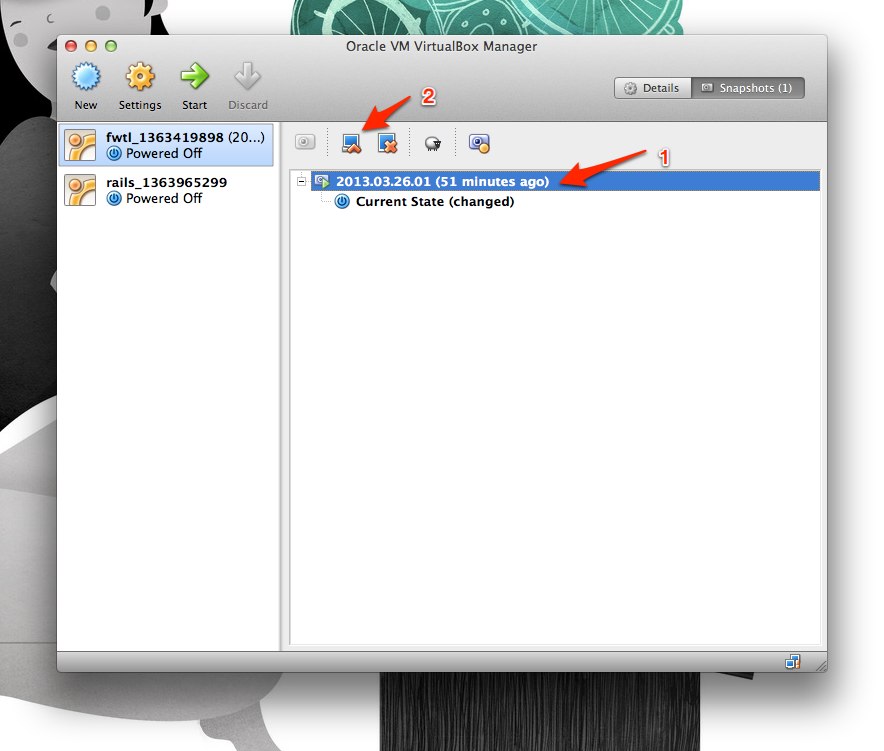 Oracle VM VirtualBox Manager
New
Settings
Start
Discard
Details
Snapshots (1)
2
fwtl_1363419898 (20...)
Powered Off
rails_1363965299
Powered Off
1
2013.03.26.01 (51 minutes ago)
Current State (changed)